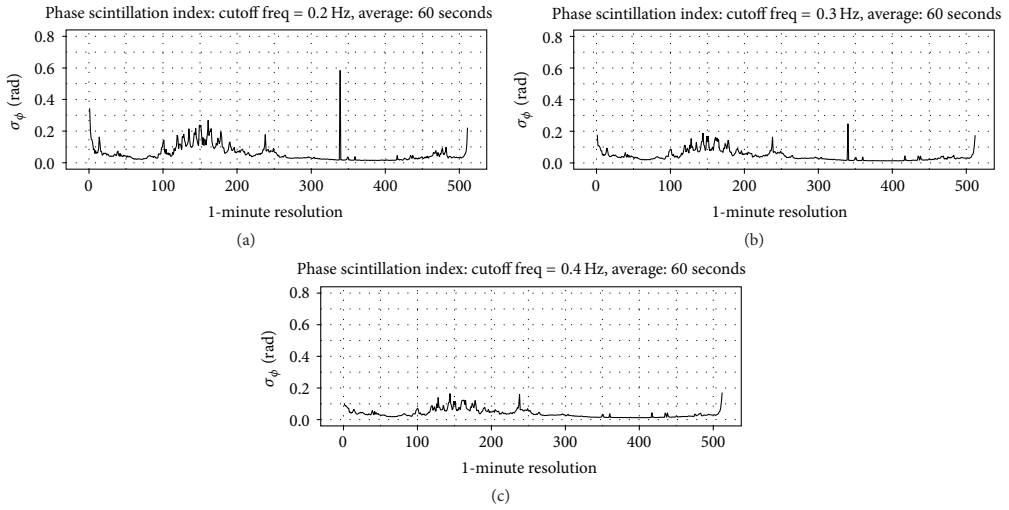 Phase scintillation index: cutoff freq = 0.2 Hz, average: 60 seconds
0.8
0.6
0.4
0.2
0.0
σϕ (rad)
0 100 200 300 400 500
1-minute resolution
(a)
Phase scintillation index: cutoff freq = 0.3 Hz, average: 60 seconds
0.8
0.6
0.4
0.2
0.0
σϕ (rad)
0 100 200 300 400 500
1-minute resolution
(b)
Phase scintillation index: cutoff freq = 0.4 Hz, average: 60 seconds
0.8
0.6
0.4
0.2
0.0
σϕ (rad)
0 100 200 300 400 500
1-minute resolution
(c)